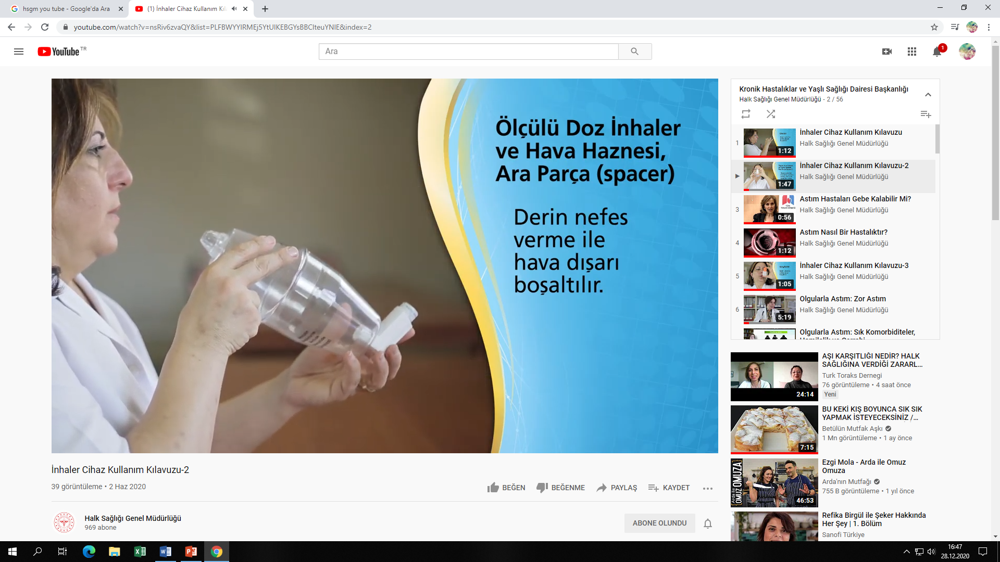 hsgm you tube - Google'da Ara
(1) İnhaler Cihaz Kullanım Kıl
youtube.com/watch?v=nsRiv6zvaQY&list=PLFBWYYIRMEj5YtUIKEBGYsBBCIteuYNIE&index=2
YouTube TR
Ara
1
Ölçülü Doz İnhaler
ve Hava Haznesi,
Ara Parça (spacer)
Derin nefes
verme ile
hava dışarı
boşaltılır.
İnhaler Cihaz Kullanım Kılavuzu-2
39 görüntüleme • 2 Haz 2020
BEĞEN
BEĞENME
PAYLAŞ
KAYDET
Halk Sağlığı Genel Müdürlüğü
969 abone
ABONE OLUNDU
Kronik Hastalıklar ve Yaşlı Sağlığı Dairesi Başkanlığı
Halk Sağlığı Genel Müdürlüğü - 2 / 56
1
1:12
İnhaler Cihaz Kullanım Kılavuzu
Halk Sağlığı Genel Müdürlüğü
1:47
İnhaler Cihaz Kullanım Kılavuzu-2
Halk Sağlığı Genel Müdürlüğü
3
0:56
Astım Hastaları Gebe Kalabilir Mi?
Halk Sağlığı Genel Müdürlüğü
4
1:12
Astım Nasıl Bir Hastalıktır?
Halk Sağlığı Genel Müdürlüğü
5
1:05
İnhaler Cihaz Kullanım Kılavuzu-3
Halk Sağlığı Genel Müdürlüğü
6
5:19
Olgularla Astım: Zor Astım
Halk Sağlığı Genel Müdürlüğü
Olgularla Astım: Sık Komorbiditeler,
24:14
AŞI KARŞITLIĞI NEDİR? HALK
SAĞLIĞINA VERDİĞİ ZARARL...
Turk Toraks Dernegi
76 görüntüleme • 4 saat önce
Yeni
7:15
BU KEKİ KIŞ BOYUNCA SIK SIK
YAPMAK İSTEYECEKSİNİZ /...
Betülün Mutfak Aşkı
1 Mn görüntüleme • 1 ay önce
Arda ile
OMUZ OMUZA
46:53
Ezgi Mola - Arda ile Omuz
Omuza
Arda'nın Mutfağı
755 B görüntüleme • 1 yıl önce
Refika Birgül ile Şeker Hakkında
Her Şey | 1. Bölüm
Sanofi Türkiye
16:47
28.12.2020